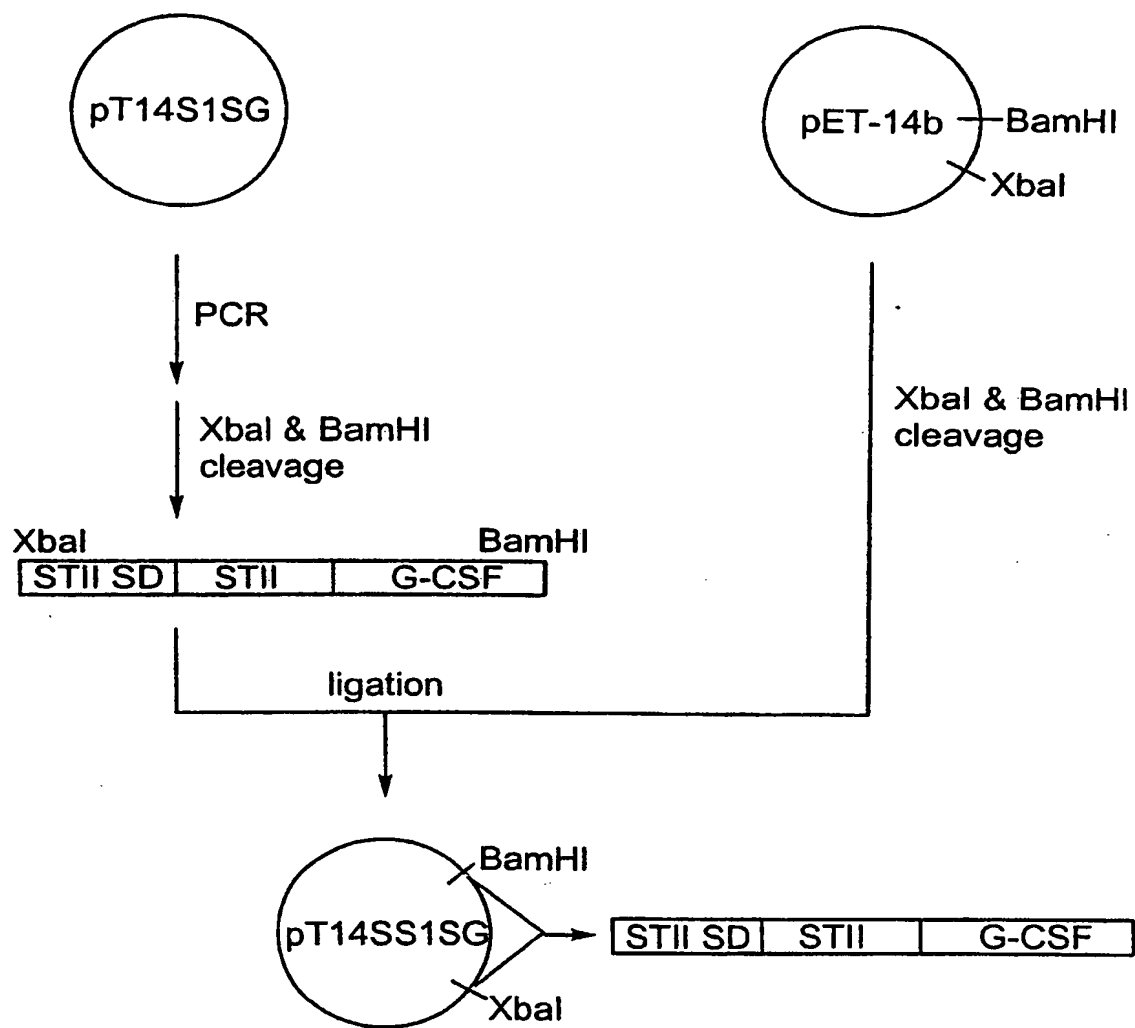 pT14S1SG
pET-14b
BamHI
XbaI
PCR
XbaI & BamHI
cleavage
XbaI & BamHI
cleavage
XbaI
BamHI
STII SD
STII
G-CSF
ligation
BamHI
pT14SS1SG
STII SD
STII
G-CSF
XbaI